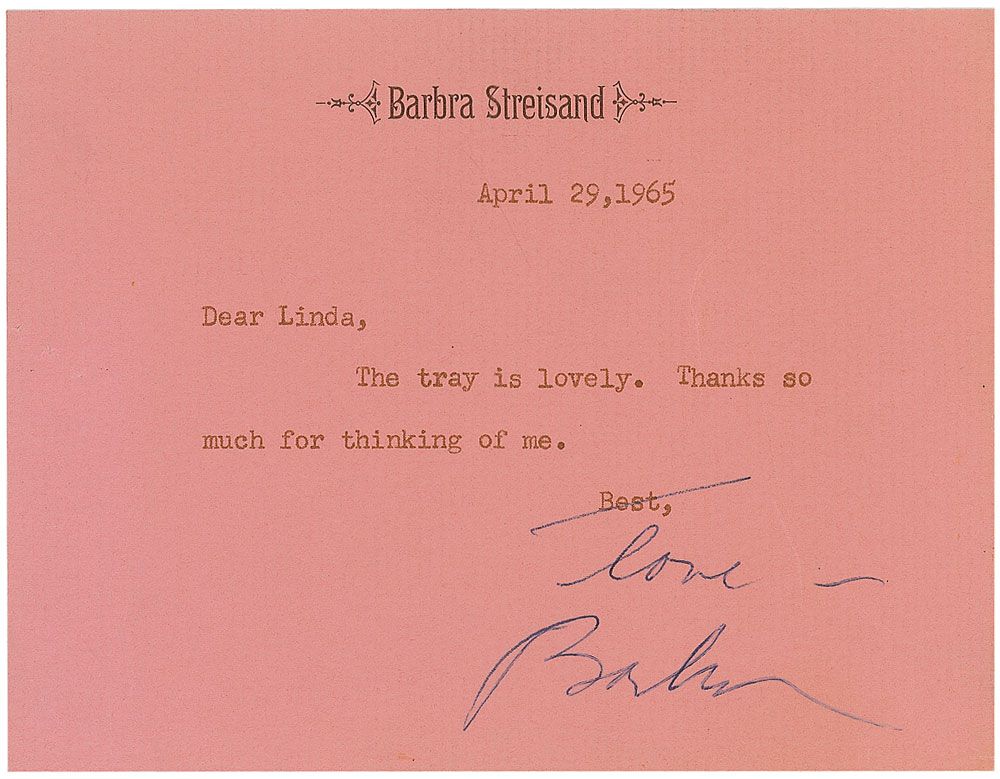 Barbra Streisand
April 29,1965
Dear Linda,
The tray is lovely. Thanks so
much for thinking of me.
Best,
love —
Barbra